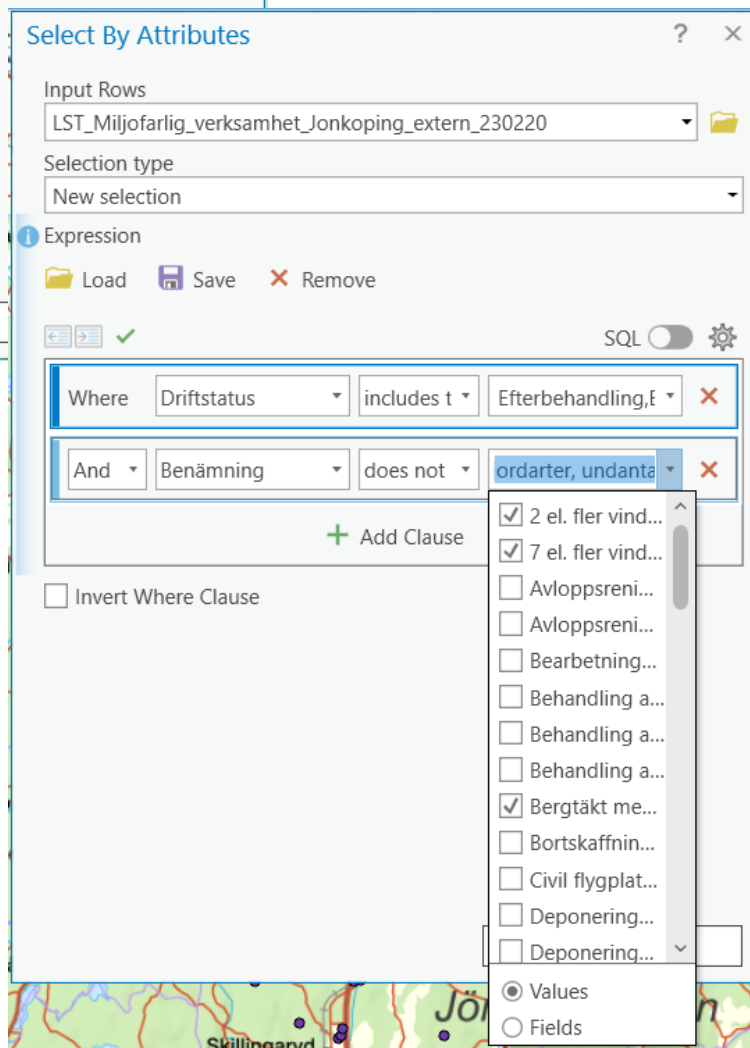 Select By Attributes ? ×
Input Rows
LST_Miljofarlig_verksamhet_Jonkoping_extern_230220
Selection type
New selection
Expression
Load Save Remove
SQL
Where Driftstatus includes t Efterbehandling,E
And Benämning does not ordarter, undanta
2 el. fler vind...
7 el. fler vind...
Add Clause
Avloppsreni...
Invert Where Clause
Avloppsreni...
Bearbetning...
Behandling a...
Behandling a...
Behandling a...
Bergtäkt me...
Bortskaffnin...
Civil flygplat...
Deponering...
Deponering...
Values
Fields
Skillingaryd